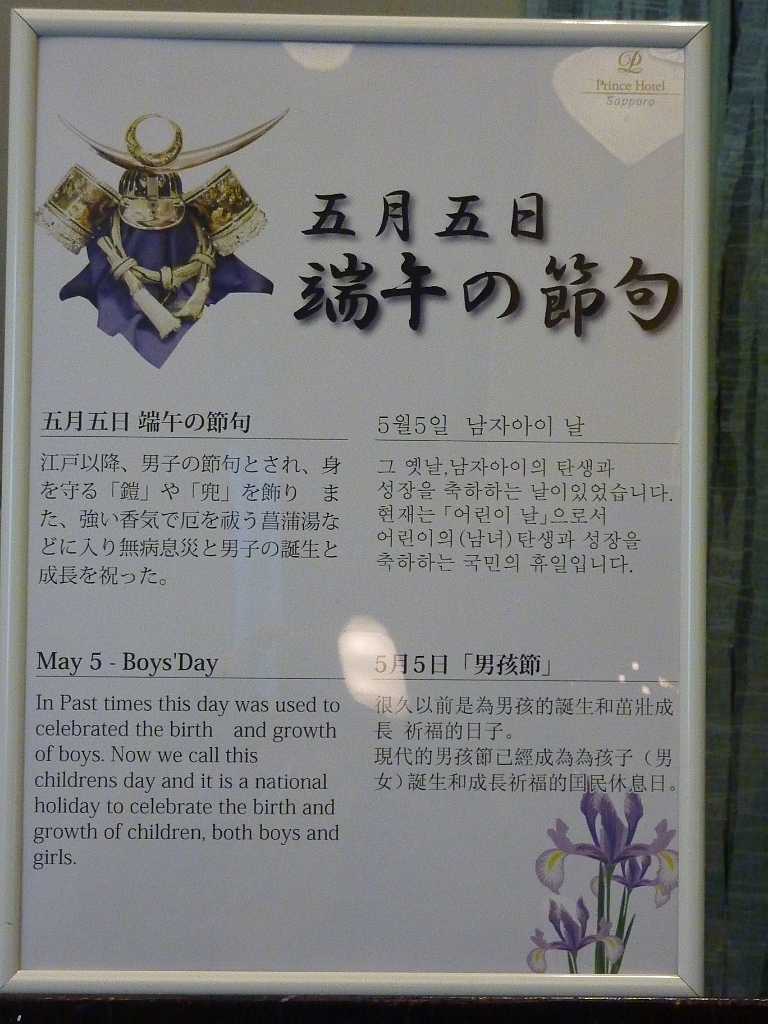 Prince Hotel
Sapporo
五月五日
端午の節句
五月五日 端午の節句
江戸以降、男子の節句とされ、身
を守る「鎧」や「兜」を飾り　ま
た、強い香気で厄を祓う菖蒲湯な
どに入り無病息災と男子の誕生と
成長を祝った。
5월5일 남자아이 날
그 옛날,남자아이의 탄생과
성장을 축하하는 날이있었습니다.
현재는「어린이 날」으로서
어린이의(남녀)탄생과 성장을
축하하는 국민의 휴일입니다.
May 5 - Boys'Day
In Past times this day was used to
celebrated the birth and growth
of boys. Now we call this
childrens day and it is a national
holiday to celebrate the birth and
growth of children, both boys and
girls.
5月5日「男孩節」
很久以前是為男孩的誕生和茁壯成
長 祈福的日子。
現代的男孩節已經成為為孩子（男
女）誕生和成長祈福的国民休息日。